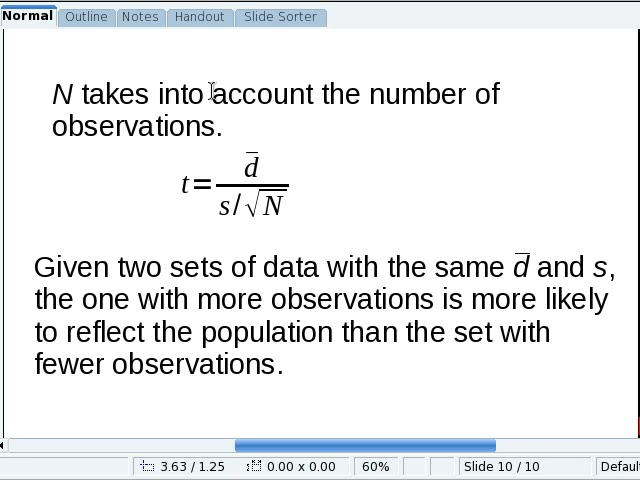 Normal Outline Notes Handout Slide Sorter
N takes into account the number of
observations.
t = d̅ / (s/√N)
Given two sets of data with the same d̅ and s,
the one with more observations is more likely
to reflect the population than the set with
fewer observations.
3.63 / 1.25 0.00 x 0.00 60% Slide 10 / 10 Defaul